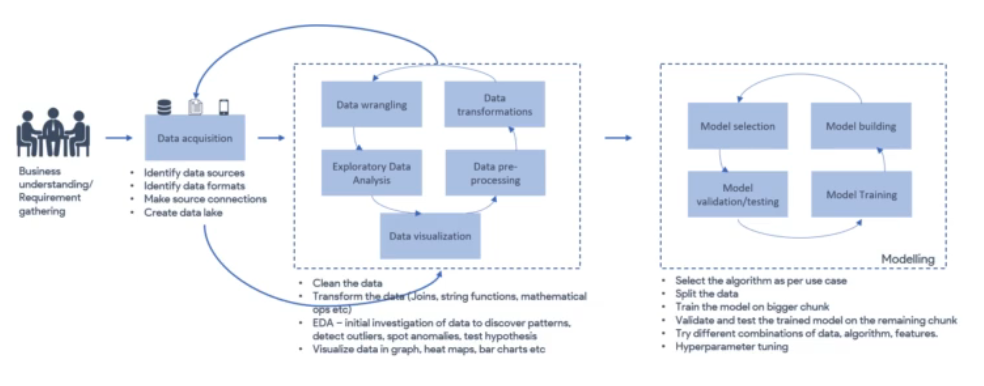 Business
understanding/
Requirement
gathering
Data acquisition
• Identify data sources
• Identify data formats
• Make source connections
• Create data lake
Data wrangling
Data
transformations
Exploratory Data
Analysis
Data pre-
processing
Data visualization
• Clean the data
• Transform the data (Joins, string functions, mathematical
ops etc)
• EDA – initial investigation of data to discover patterns,
detect outliers, spot anomalies, test hypothesis
• Visualize data in graph, heat maps, bar charts etc
Model selection
Model building
Model
validation/testing
Model Training
Modelling
• Select the algorithm as per use case
• Split the data
• Train the model on bigger chunk
• Validate and test the trained model on the remaining chunk
• Try different combinations of data, algorithm, features.
• Hyperparameter tuning